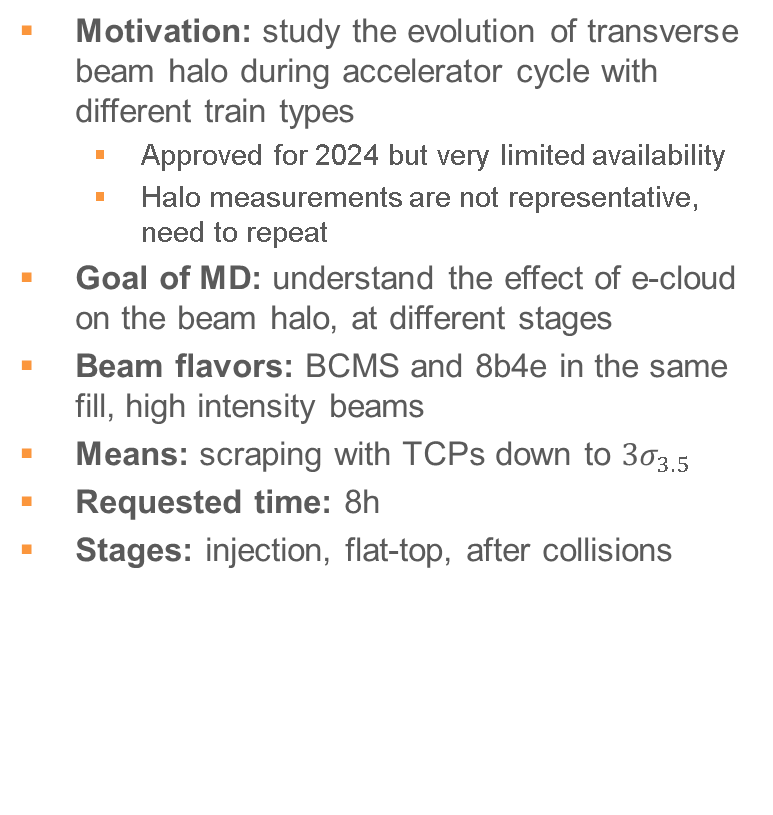 ▪ Motivation: study the evolution of transverse
beam halo during accelerator cycle with
different train types
▪ Approved for 2024 but very limited availability
▪ Halo measurements are not representative,
need to repeat
▪ Goal of MD: understand the effect of e-cloud
on the beam halo, at different stages
▪ Beam flavors: BCMS and 8b4e in the same
fill, high intensity beams
▪ Means: scraping with TCPs down to 3σ₃.₅
▪ Requested time: 8h
▪ Stages: injection, flat-top, after collisions